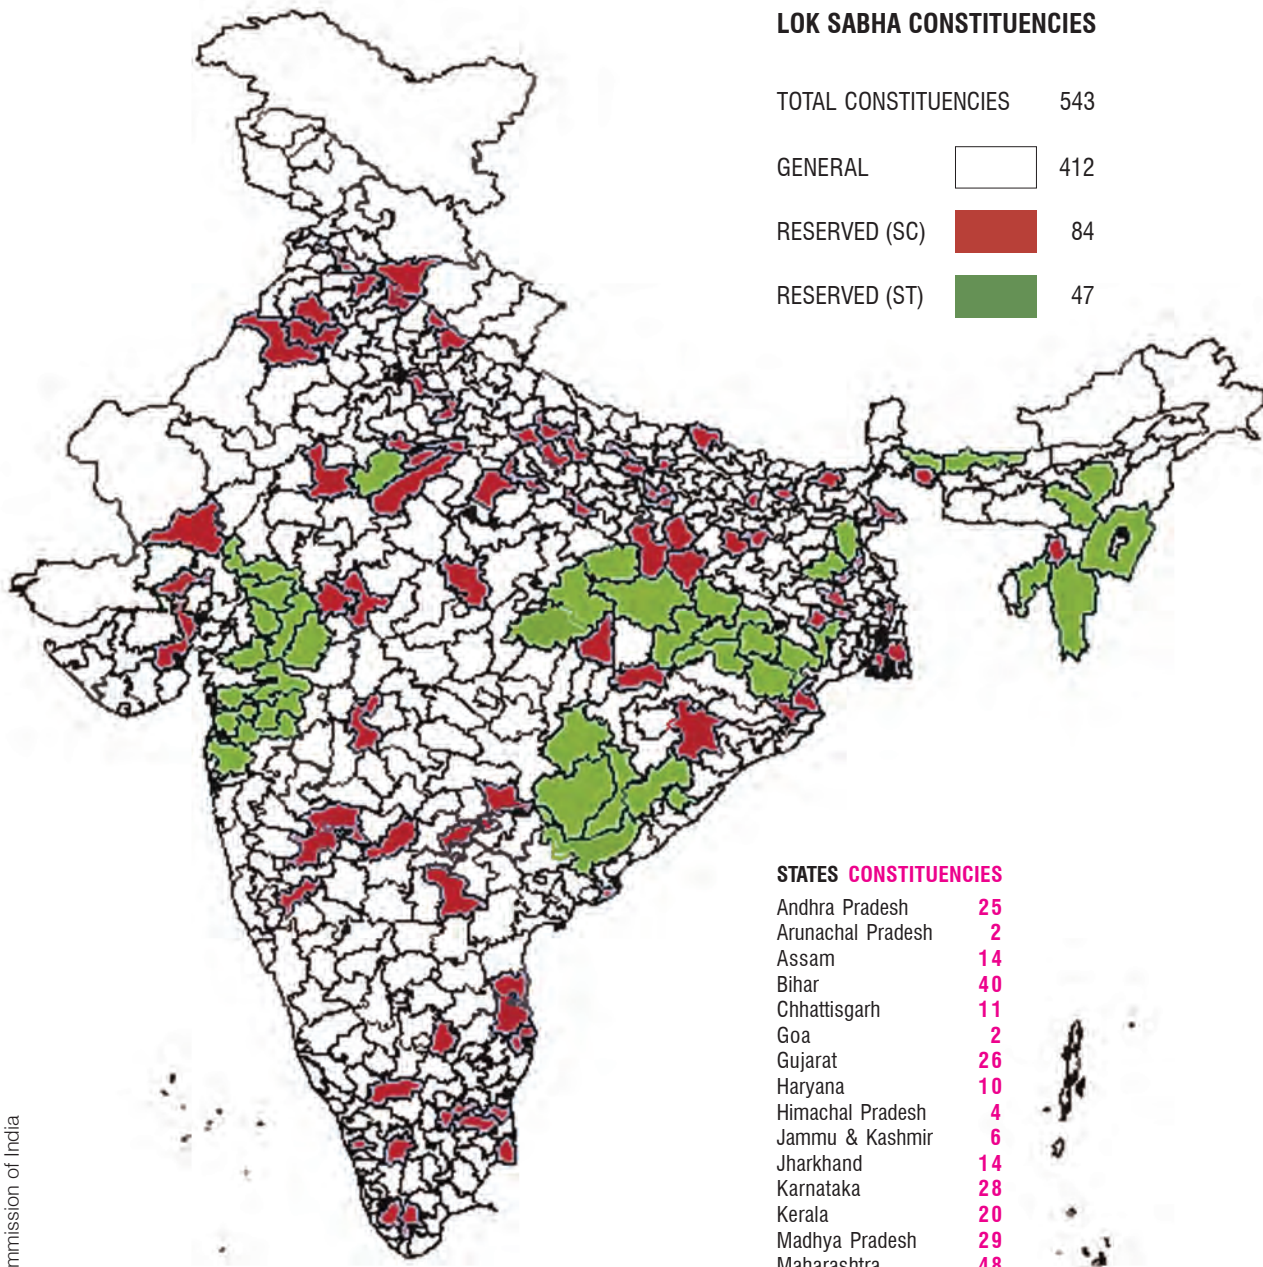 LOK SABHA CONSTITUENCIES
TOTAL CONSTITUENCIES 543
GENERAL 412
RESERVED (SC) 84
RESERVED (ST) 47
STATES CONSTITUENCIES
Andhra Pradesh 25
Arunachal Pradesh 2
Assam 14
Bihar 40
Chhattisgarh 11
Goa 2
Gujarat 26
Haryana 10
Himachal Pradesh 4
Jammu & Kashmir 6
Jharkhand 14
Karnataka 28
Kerala 20
Madhya Pradesh 29
Maharashtra 48
mmission of India